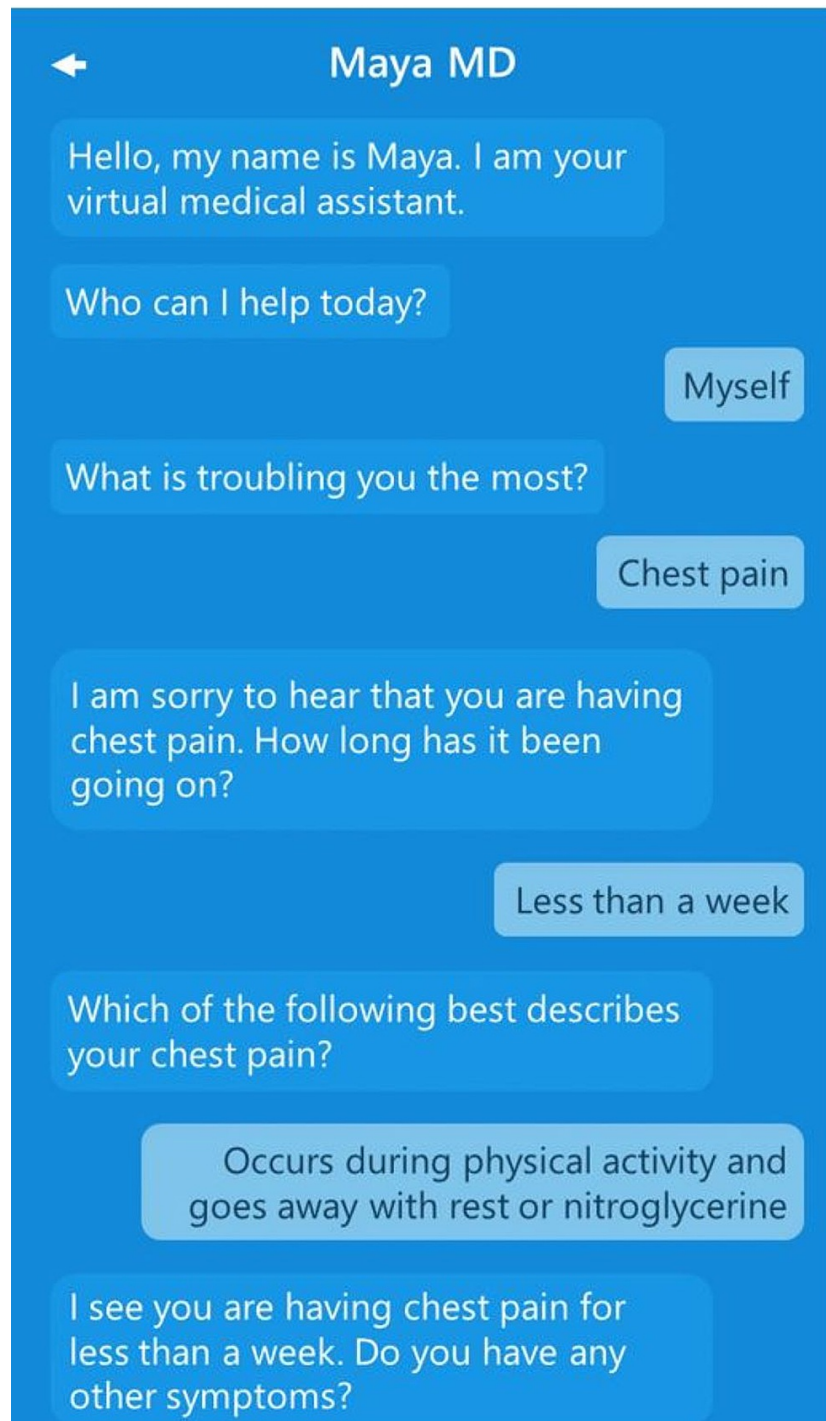 Maya MD
Hello, my name is Maya. I am your
virtual medical assistant.
Who can I help today?
Myself
What is troubling you the most?
Chest pain
I am sorry to hear that you are having
chest pain. How long has it been
going on?
Less than a week
Which of the following best describes
your chest pain?
Occurs during physical activity and
goes away with rest or nitroglycerine
I see you are having chest pain for
less than a week. Do you have any
other symptoms?